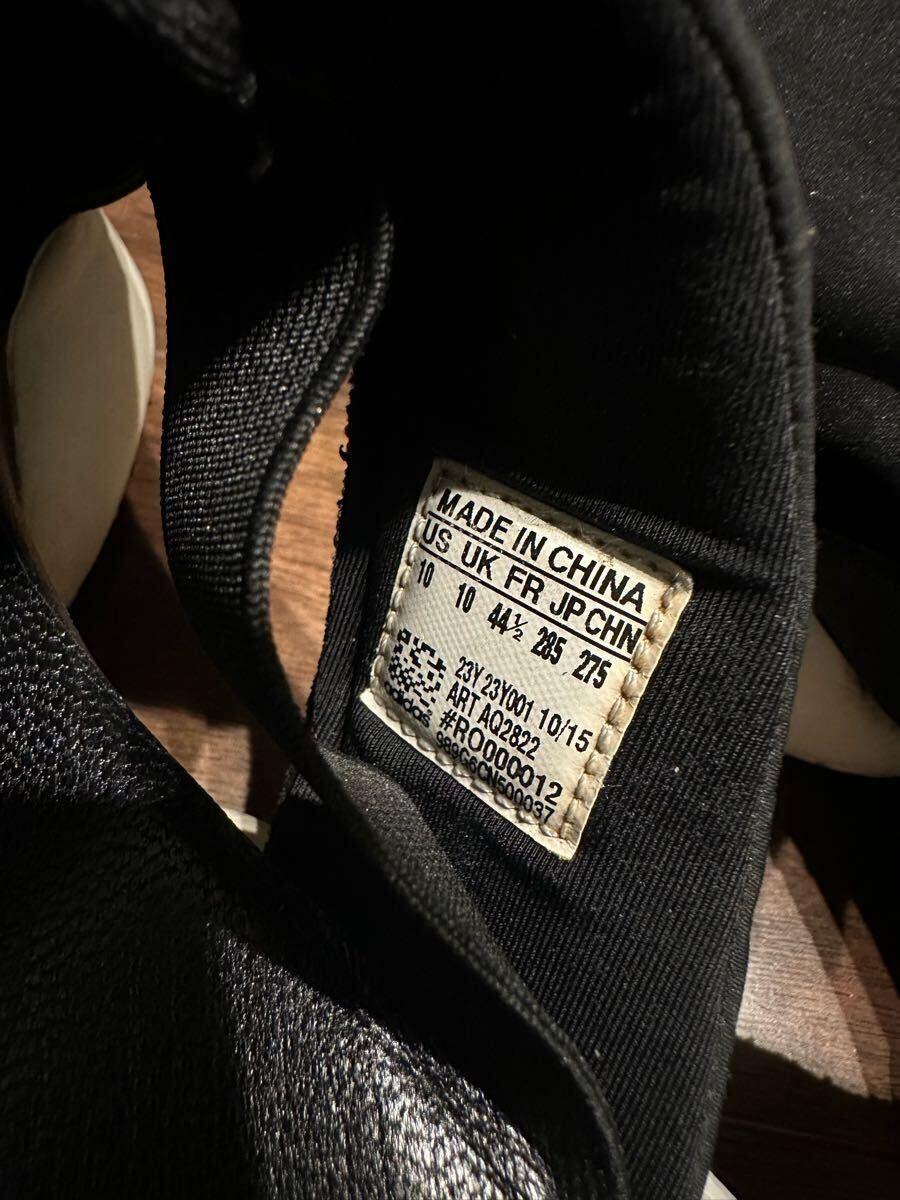 MADE IN CHINA
US UK FR JP CHN
10 10 44½ 285 275
23Y 23Y001 10/15
ART AQ2822
#RO000012
adidas